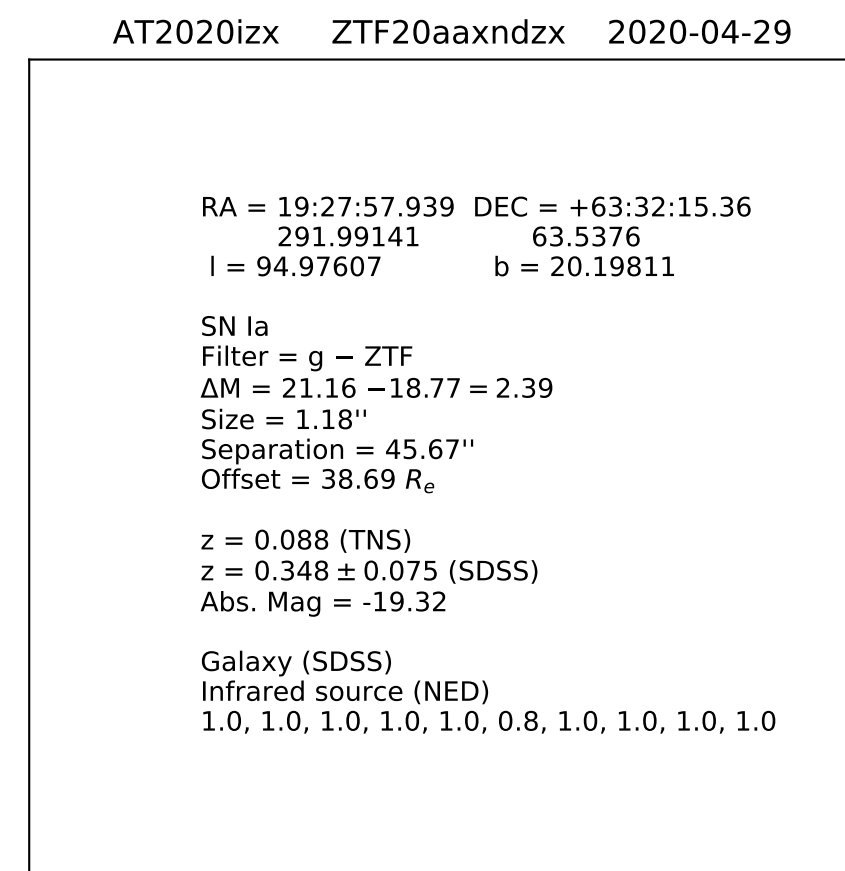 AT2020izx ZTF20aaxndzx 2020-04-29
RA = 19:27:57.939 DEC = +63:32:15.36
291.99141 63.5376
l = 94.97607 b = 20.19811
SN Ia
Filter = g − ZTF
ΔM = 21.16 −18.77 = 2.39
Size = 1.18''
Separation = 45.67''
Offset = 38.69 Re
z = 0.088 (TNS)
z = 0.348 ± 0.075 (SDSS)
Abs. Mag = -19.32
Galaxy (SDSS)
Infrared source (NED)
1.0, 1.0, 1.0, 1.0, 1.0, 0.8, 1.0, 1.0, 1.0, 1.0